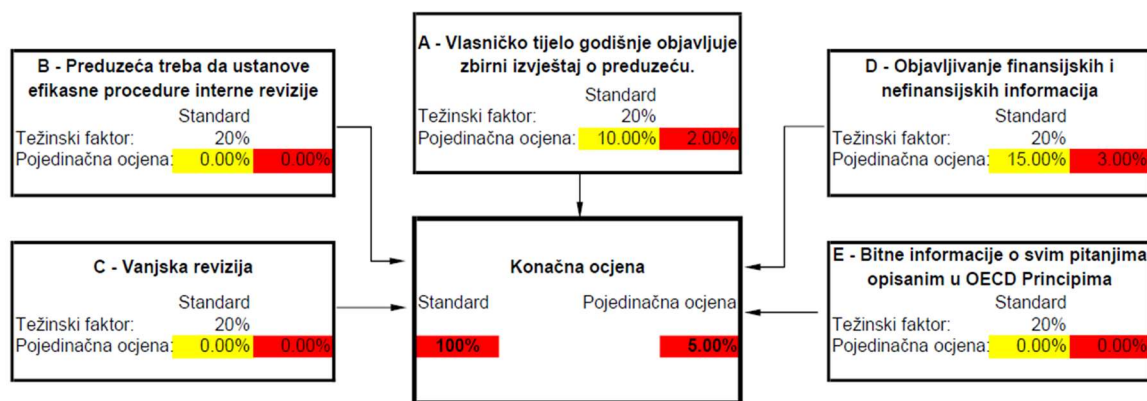 A - Vlasničko tijelo godišnje objavljuje
zbirni izvještaj o preduzeću.
Standard
Težinski faktor: 20%
Pojedinačna ocjena: 10.00% 2.00%
B - Preduzeća treba da ustanove
efikasne procedure interne revizije
Standard
Težinski faktor: 20%
Pojedinačna ocjena: 0.00% 0.00%
D - Objavljivanje finansijskih i
nefinansijskih informacija
Standard
Težinski faktor: 20%
Pojedinačna ocjena: 15.00% 3.00%
C - Vanjska revizija
Standard
Težinski faktor: 20%
Pojedinačna ocjena: 0.00% 0.00%
Konačna ocjena
Standard Pojedinačna ocjena
100% 5.00%
E - Bitne informacije o svim pitanjima
opisanim u OECD Principima
Standard
Težinski faktor: 20%
Pojedinačna ocjena: 0.00% 0.00%